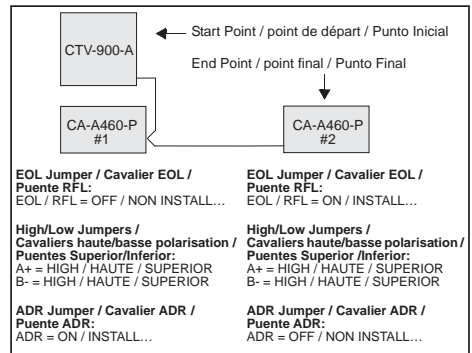 CTV-900-A
Start Point / point de départ / Punto Inicial
End Point / point final / Punto Final
CA-A460-P
#1
CA-A460-P
#2
EOL Jumper / Cavalier EOL /
Puente RFL:
EOL / RFL = OFF / NON INSTALL…
High/Low Jumpers /
Cavaliers haute/basse polarisation /
Puentes Superior/Inferior:
A+ = HIGH / HAUTE / SUPERIOR
B- = HIGH / HAUTE / SUPERIOR
ADR Jumper / Cavalier ADR /
Puente ADR:
ADR = ON / INSTALL…
EOL Jumper / Cavalier EOL /
Puente RFL:
EOL / RFL = ON / INSTALL…
High/Low Jumpers /
Cavaliers haute/basse polarisation /
Puentes Superior /Inferior:
A+ = HIGH / HAUTE / SUPERIOR
B- = HIGH / HAUTE / SUPERIOR
ADR Jumper / Cavalier ADR /
Puente ADR:
ADR = OFF / NON INSTALL…